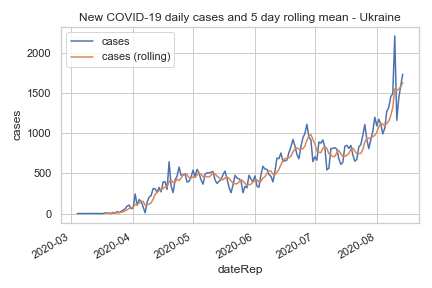 New COVID-19 daily cases and 5 day rolling mean - Ukraine
cases
cases (rolling)
2000
1500
1000
500
0
cases
2020-03
2020-04
2020-05
2020-06
2020-07
2020-08
dateRep